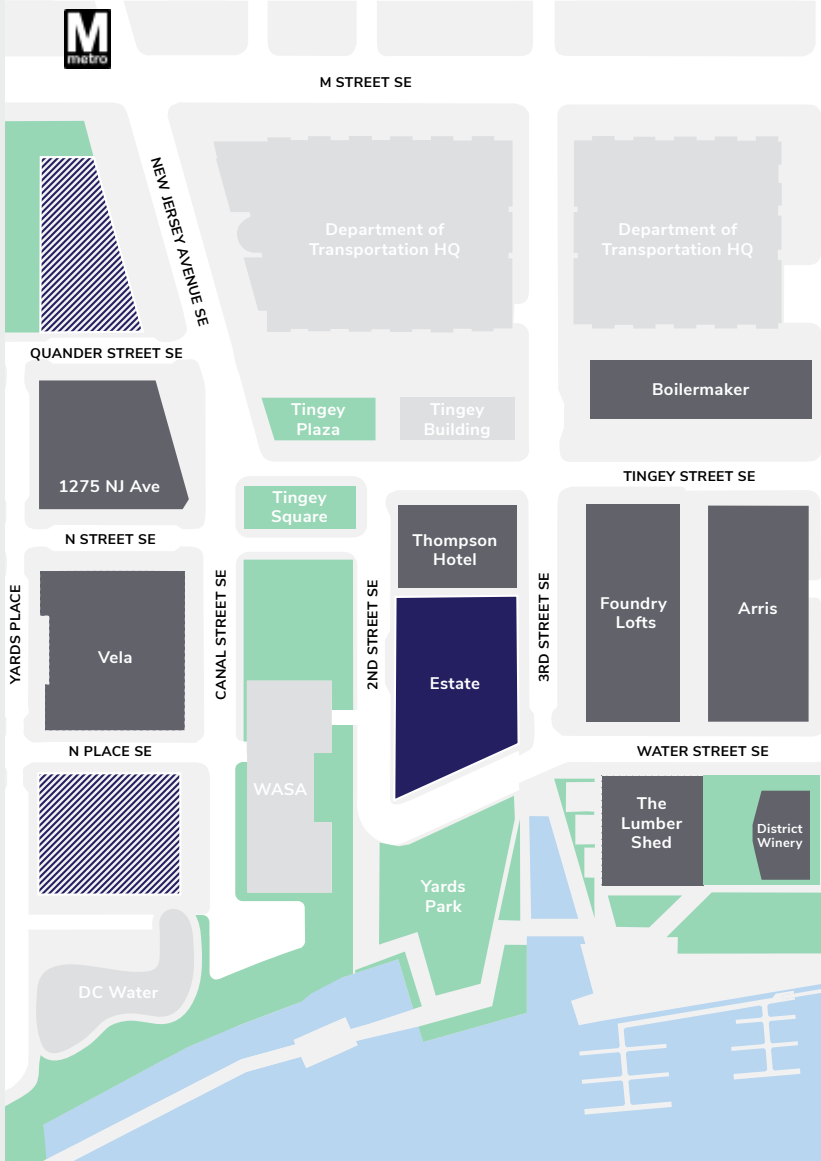 M
metro
M STREET SE
NEW JERSEY AVENUE SE
Department of
Transportation HQ
Department of
Transportation HQ
QUANDER STREET SE
Boilermaker
Tingey
Plaza
Tingey
Building
TINGEY STREET SE
1275 NJ Ave
Tingey
Square
N STREET SE
Thompson
Hotel
YARDS PLACE
CANAL STREET SE
2ND STREET SE
3RD STREET SE
Foundry
Lofts
Arris
Vela
Estate
N PLACE SE
WATER STREET SE
WASA
The
Lumber
Shed
District
Winery
Yards
Park
DC Water